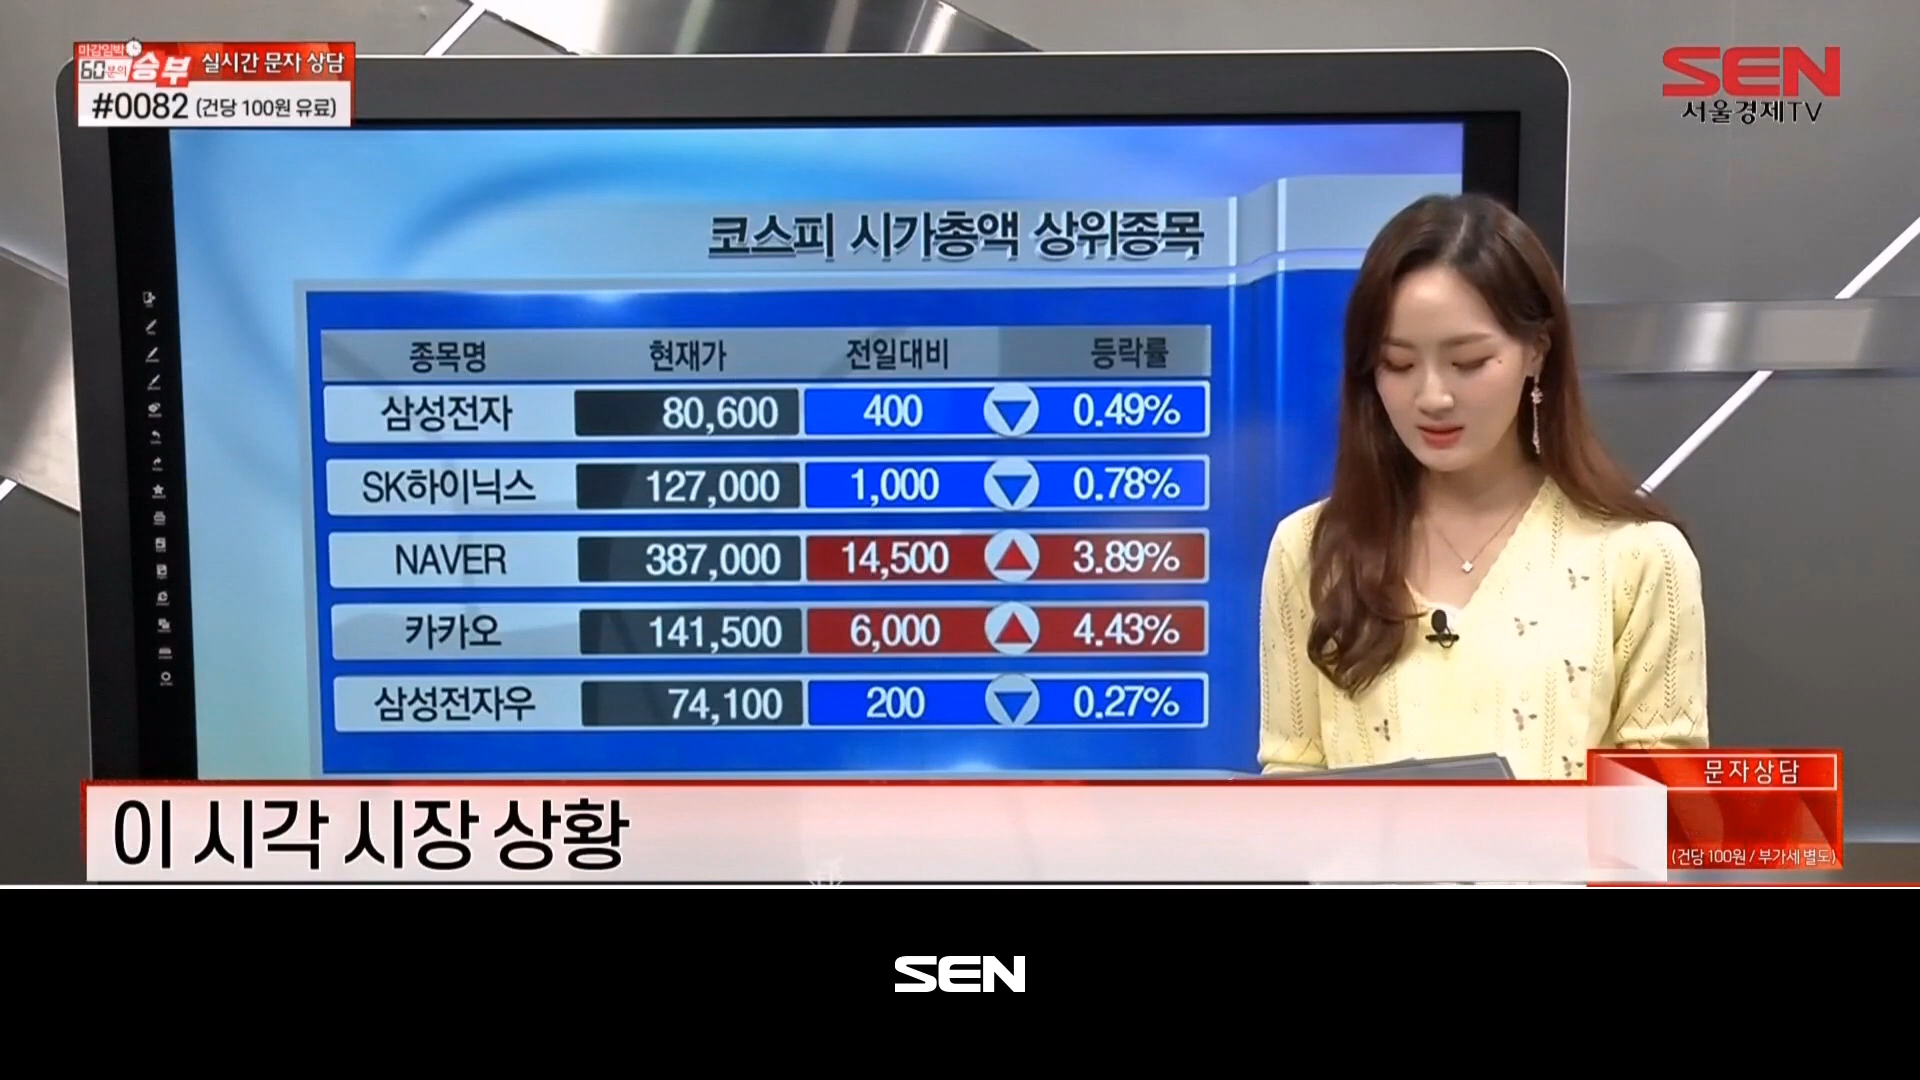 마감임박
60분의 승부 실시간 문자 상담
#0082 (건당 100원 유료)
SEN
서울경제TV
코스피 시가총액 상위종목
종목명 현재가 전일대비 등락률
삼성전자 80,600 400 ▼ 0.49%
SK하이닉스 127,000 1,000 ▼ 0.78%
NAVER 387,000 14,500 ▲ 3.89%
카카오 141,500 6,000 ▲ 4.43%
삼성전자우 74,100 200 ▼ 0.27%
문자상담
(건당 100원 / 부가세 별도)
이 시각 시장 상황
SEN